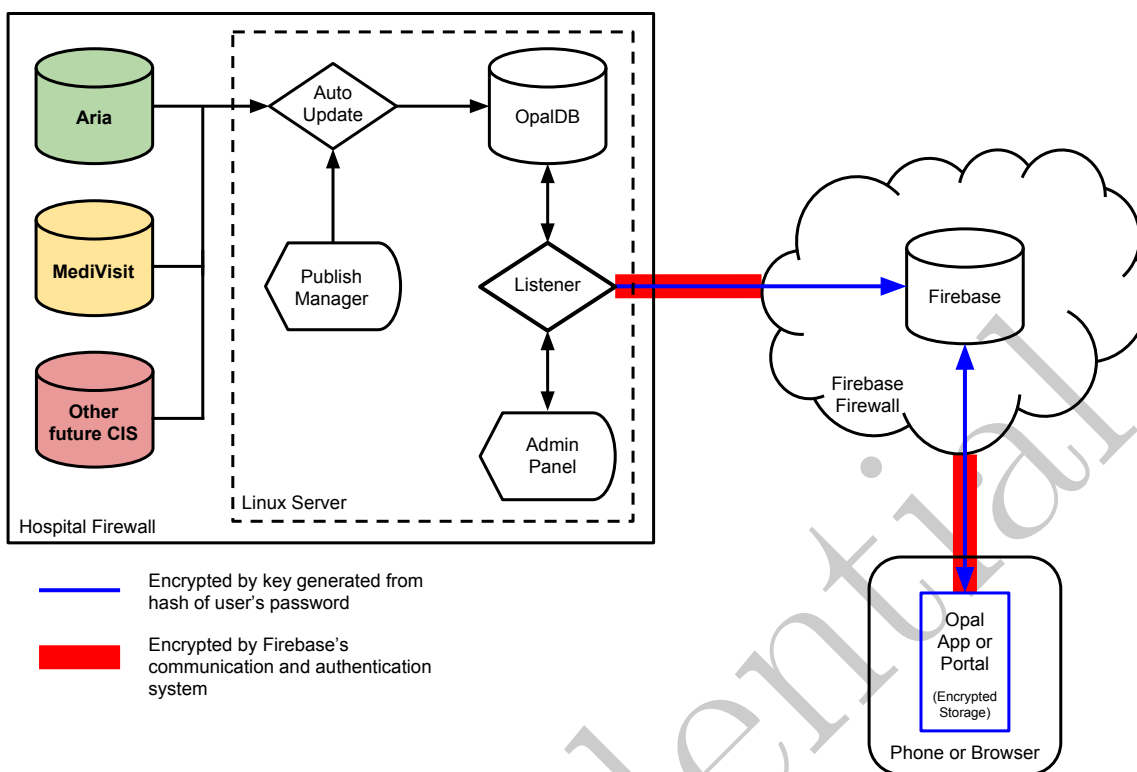 Aria
MediVisit
Other
future CIS
Auto
Update
OpalDB
Publish
Manager
Listener
Admin
Panel
Linux Server
Hospital Firewall
Firebase
Firebase
Firewall
Opal
App or
Portal
(Encrypted
Storage)
Phone or Browser
Encrypted by key generated from
hash of user's password
Encrypted by Firebase's
communication and authentication
system
dential